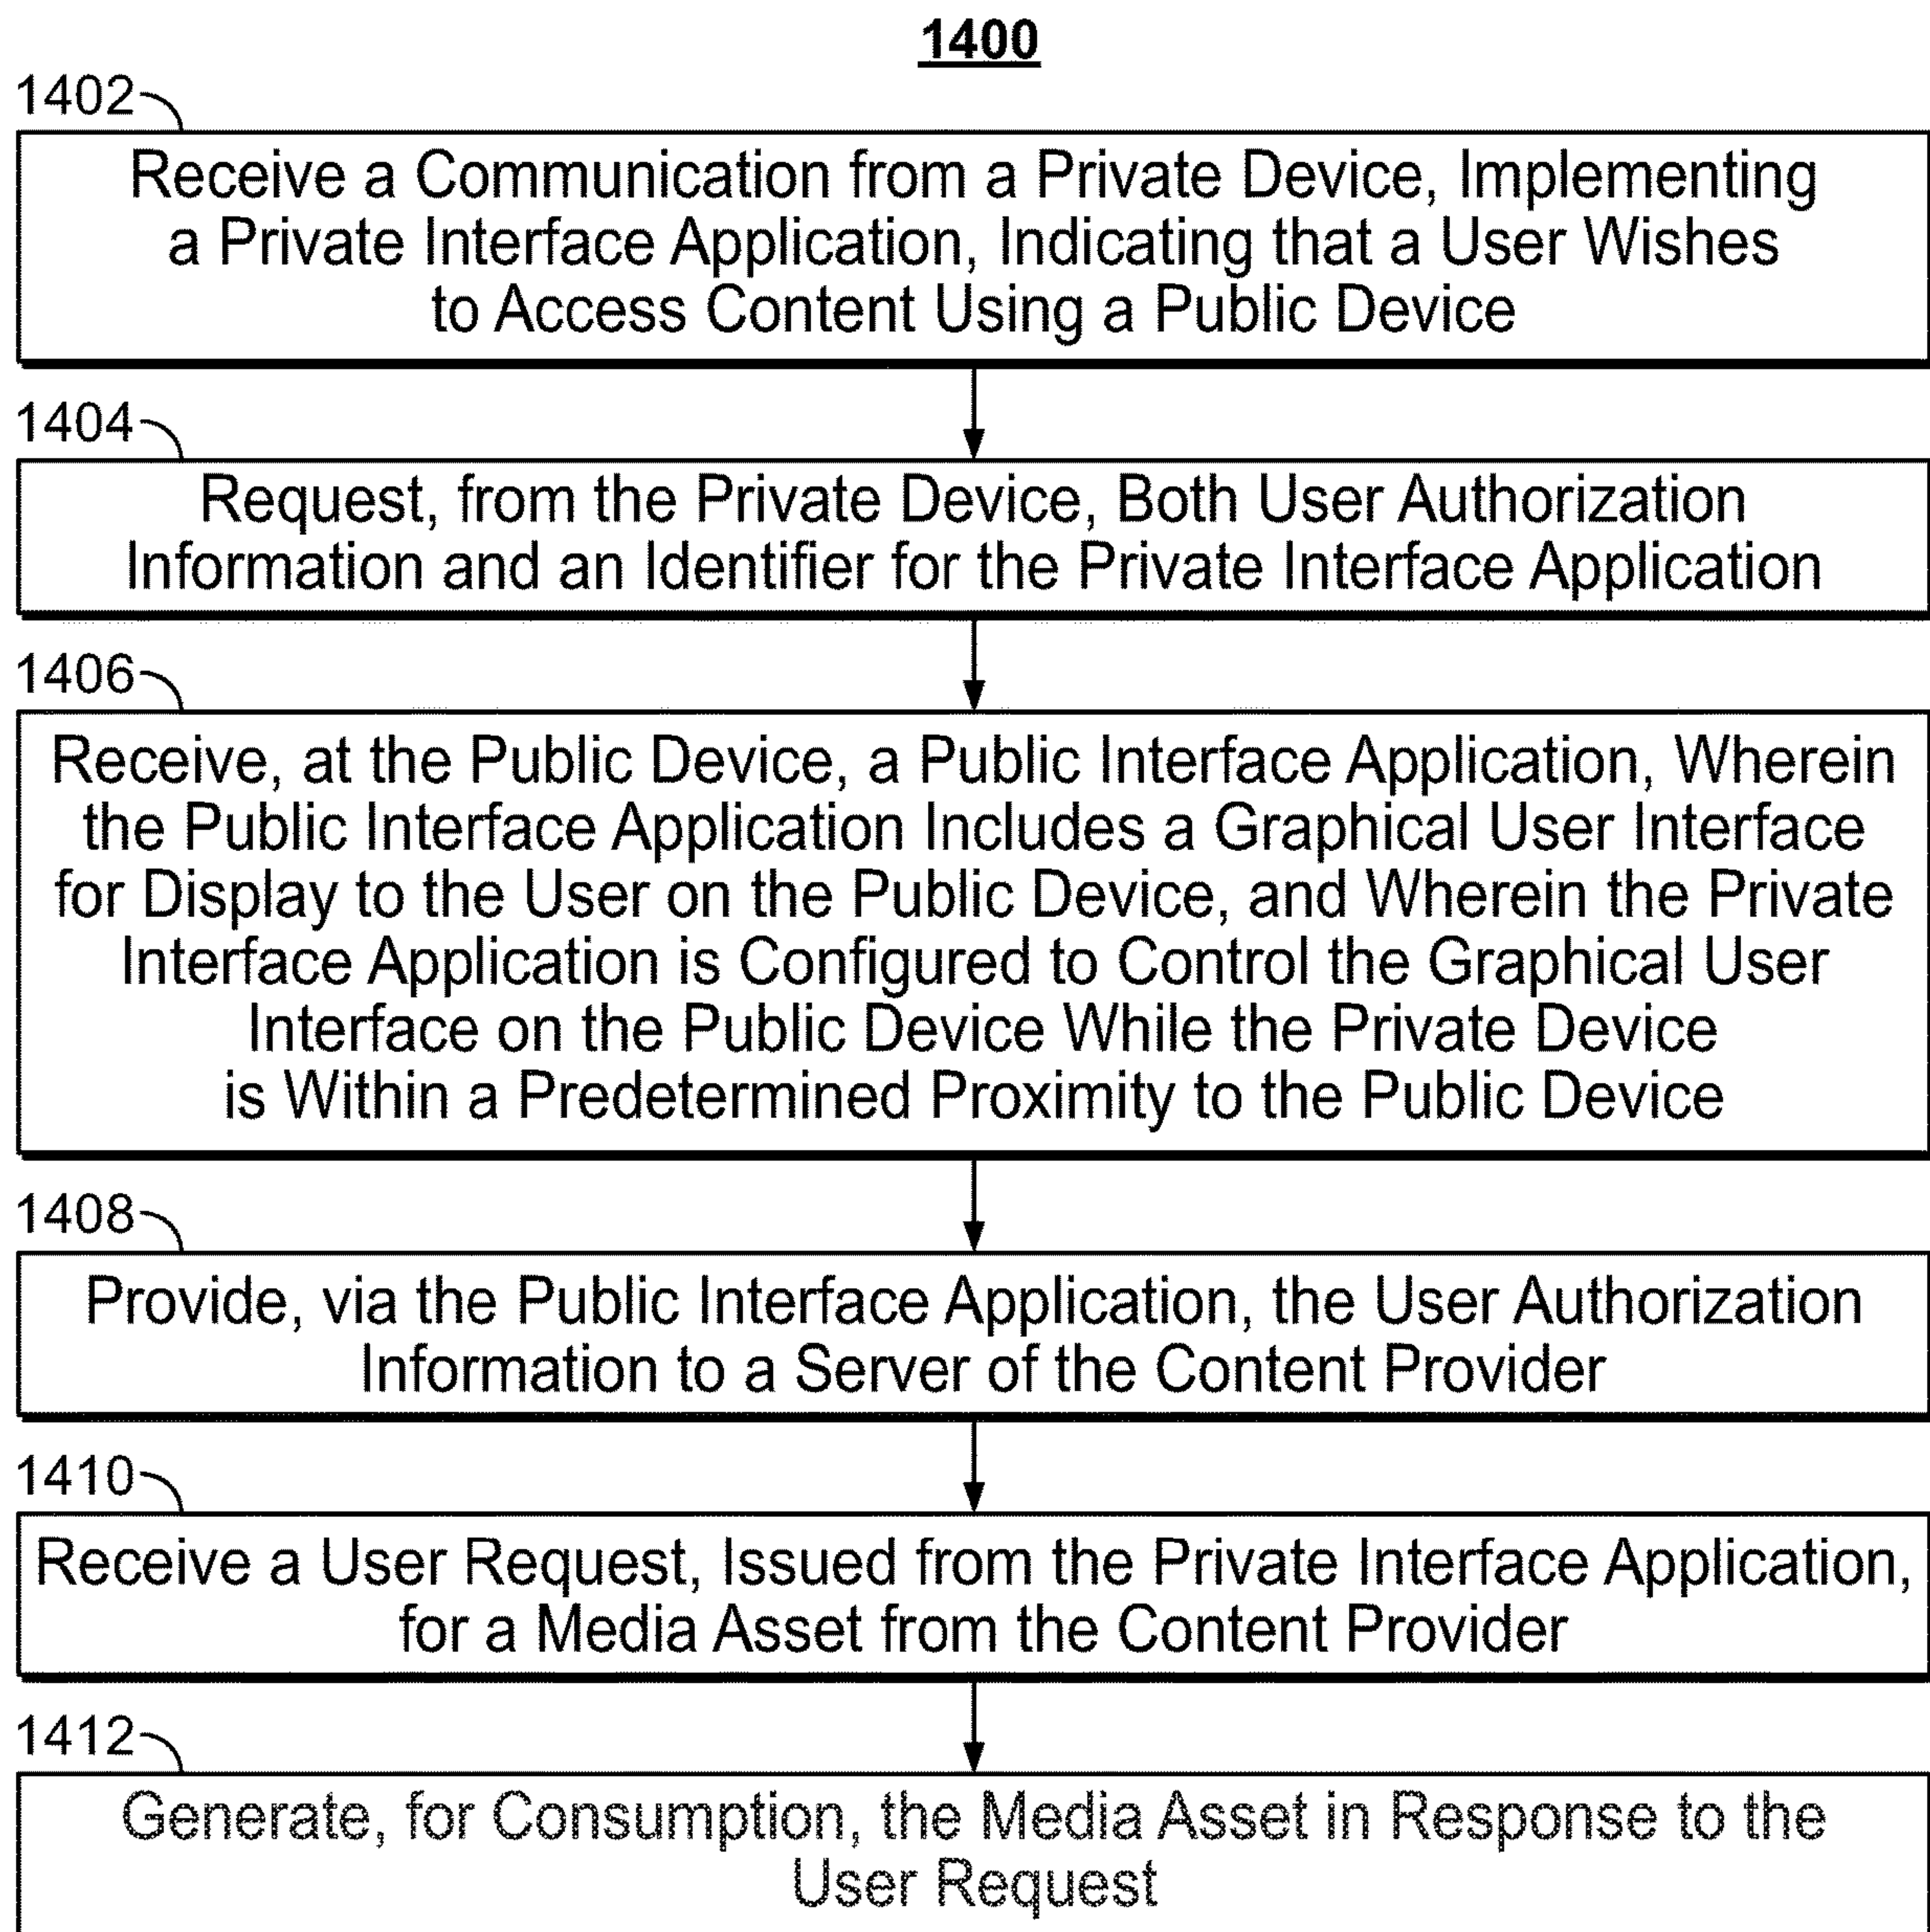 1400
1402
Receive a Communication from a Private Device, Implementing
a Private Interface Application, Indicating that a User Wishes
to Access Content Using a Public Device
1404
Request, from the Private Device, Both User Authorization
Information and an Identifier for the Private Interface Application
1406
Receive, at the Public Device, a Public Interface Application, Wherein
the Public Interface Application Includes a Graphical User Interface
for Display to the User on the Public Device, and Wherein the Private
Interface Application is Configured to Control the Graphical User
Interface on the Public Device While the Private Device
is Within a Predetermined Proximity to the Public Device
1408
Provide, via the Public Interface Application, the User Authorization
Information to a Server of the Content Provider
1410
Receive a User Request, Issued from the Private Interface Application,
for a Media Asset from the Content Provider
1412
Generate, for Consumption, the Media Asset in Response to the
User Request